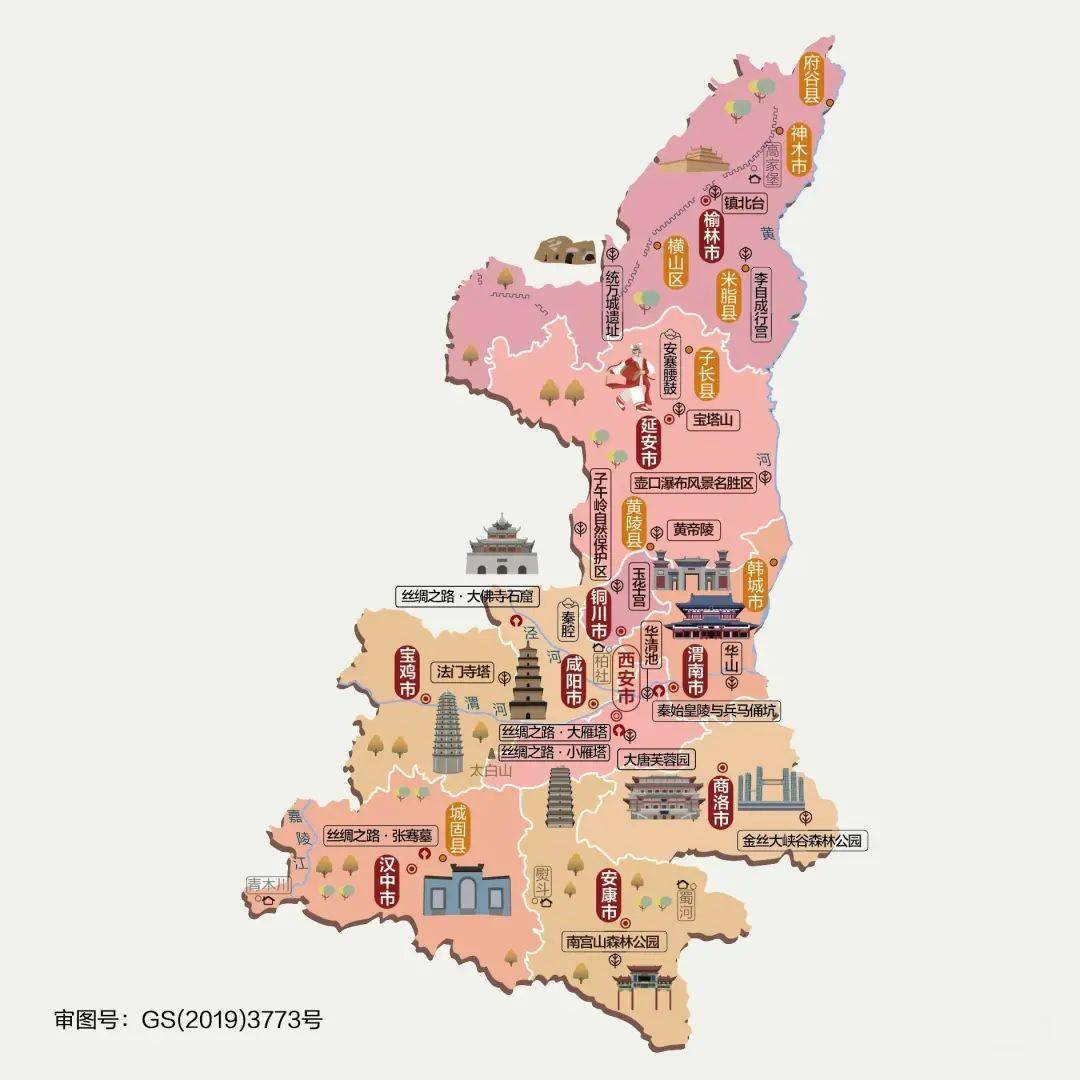 府谷县
神木市
高家堡
镇北台
榆林市
黄
横山区
米脂县
李自成行宫
统万城遗址
安塞腰鼓
子长县
宝塔山
延安市
河
壶口瀑布风景名胜区
子午岭自然保护区
黄陵县
黄帝陵
韩城市
玉华宫
丝绸之路·大佛寺石窟
铜川市
秦腔
泾
河
华清池
华山
宝鸡市
法门寺塔
咸阳市
柏社
西安市
渭南市
渭
河
秦始皇陵与兵马俑坑
丝绸之路·大雁塔
丝绸之路·小雁塔
大唐芙蓉园
太白山
商洛市
金丝大峡谷森林公园
嘉
陵
江
丝绸之路·张骞墓
城固县
汉中市
青木川
熨斗
安康市
蜀河
南宫山森林公园
审图号：GS(2019)3773号